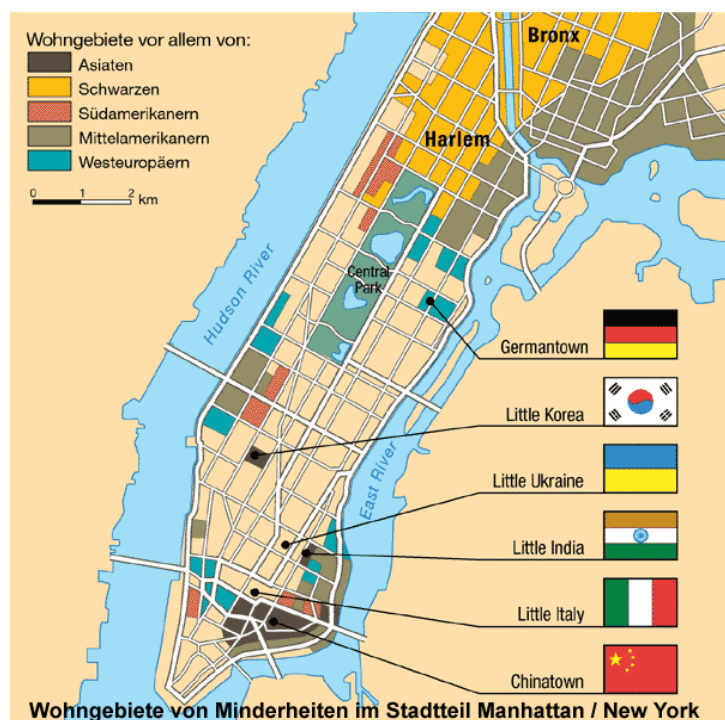 Wohngebiete vor allem von:
Asiaten
Schwarzen
Südamerikanern
Mittelamerikanern
Westeuropäern
0 1 2 km
Bronx
Harlem
Hudson River
Central
Park
Germantown
Little Korea
East River
Little Ukraine
Little India
Little Italy
Chinatown
Wohngebiete von Minderheiten im Stadtteil Manhattan / New York